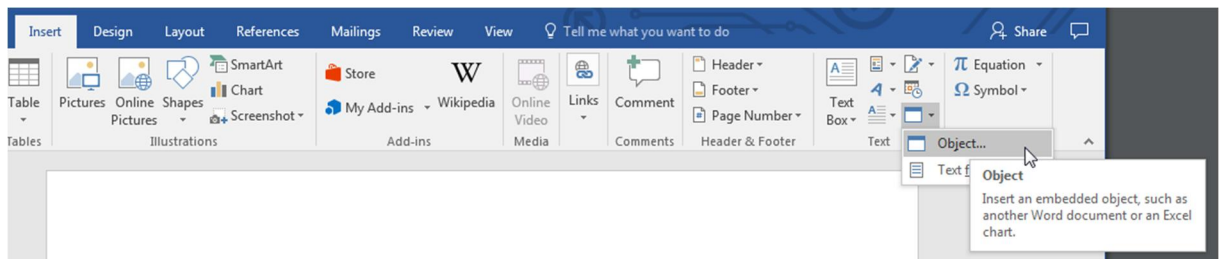 Insert Design Layout References Mailings Review View Tell me what you want to do Share
SmartArt
Chart
Screenshot
Table
Pictures
Online
Pictures
Shapes
Store
My Add-ins
W
Wikipedia
Online
Video
Links
Comment
Header
Footer
Page Number
A
Text
Box
A
A
π Equation
Ω Symbol
Tables Illustrations Add-ins Media Comments Header & Footer Text
Object...
Text f
Object
Insert an embedded object, such as
another Word document or an Excel
chart.